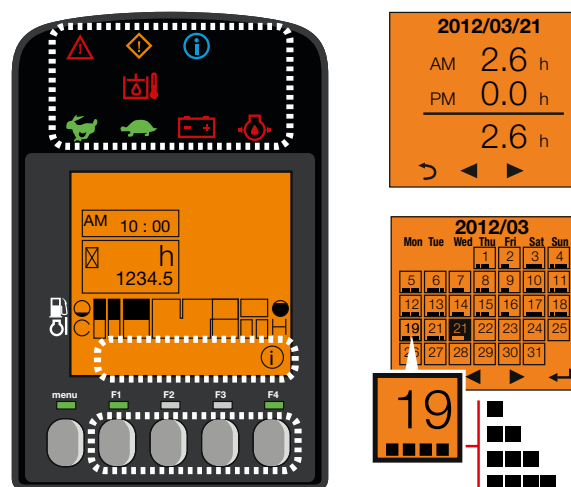 AM 10 : 00
h
1234.5
C H
menu F1 F2 F3 F4
2012/03/21
AM 2.6 h
PM 0.0 h
2.6 h
2012/03
Mon Tue Wed Thu Fri Sat Sun
1 2 3 4
5 6 7 8 9 10 11
12 13 14 15 16 17 18
19 21 21 22 23 24 25
26 27 28 29 30 31
19